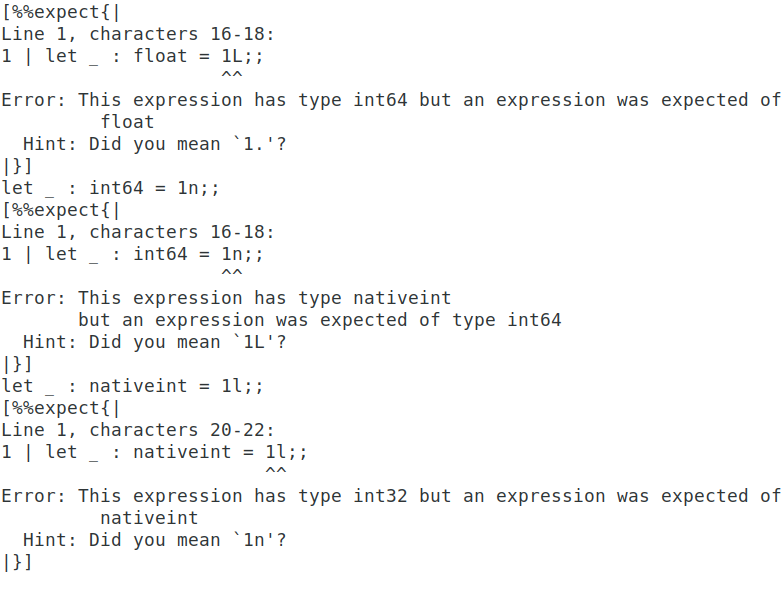 [%%expect{|
Line 1, characters 16-18:
1 | let _ : float = 1L;;
                    ^^
Error: This expression has type int64 but an expression was expected of
         float
  Hint: Did you mean `1.'?
|}]
let _ : int64 = 1n;;
[%%expect{|
Line 1, characters 16-18:
1 | let _ : int64 = 1n;;
                    ^^
Error: This expression has type nativeint
       but an expression was expected of type int64
  Hint: Did you mean `1L'?
|}]
let _ : nativeint = 1l;;
[%%expect{|
Line 1, characters 20-22:
1 | let _ : nativeint = 1l;;
                        ^^
Error: This expression has type int32 but an expression was expected of
         nativeint
  Hint: Did you mean `1n'?
|}]